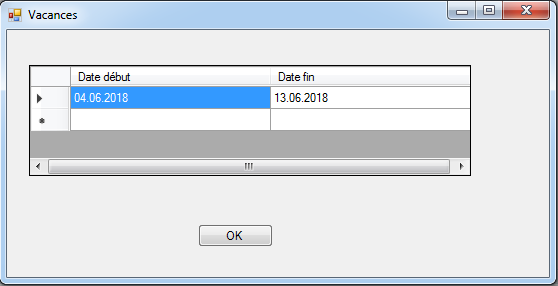 Vacances
Date début Date fin
04.06.2018 13.06.2018
OK